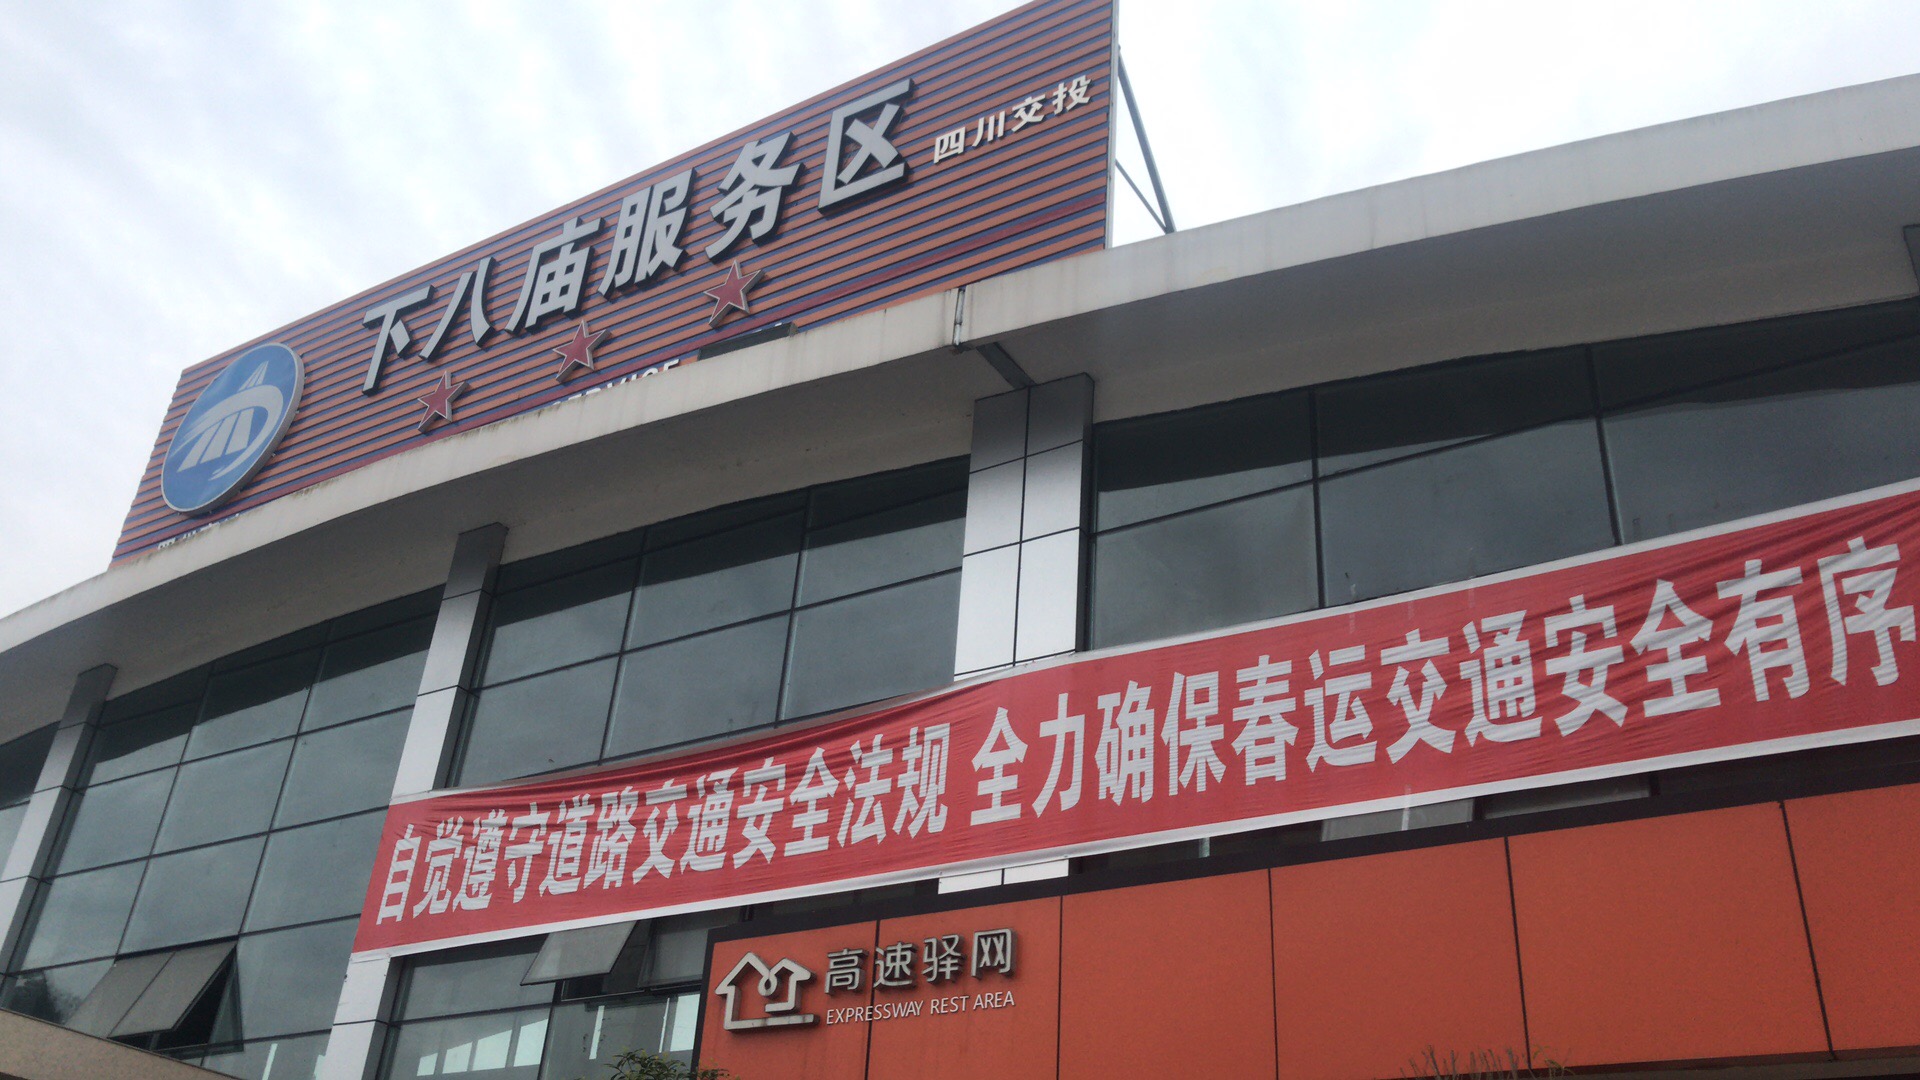 下八庙服务区
四川交投
自觉遵守道路交通安全法规 全力确保春运交通安全有序
高速驿网
EXPRESSWAY REST AREA